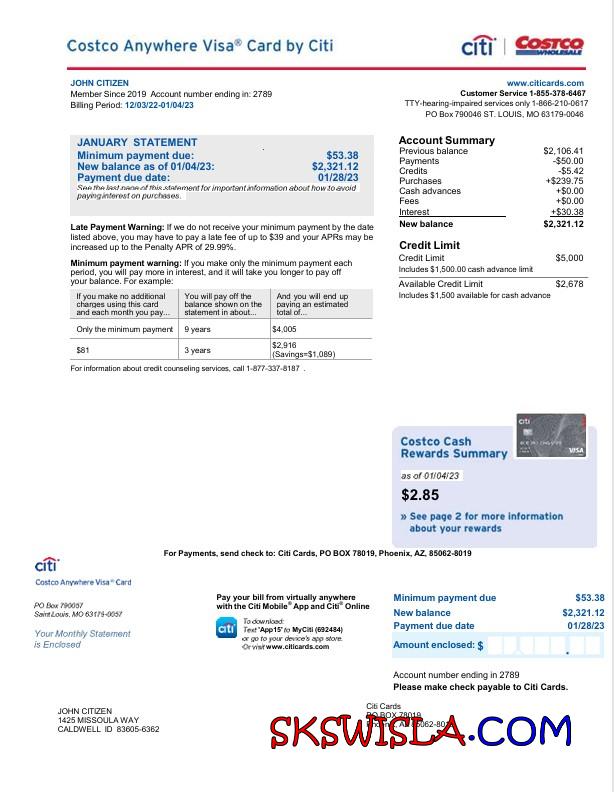 Costco Anywhere Visa® Card by Citi
citi
COSTCO
WHOLESALE
JOHN CITIZEN
Member Since 2019 Account number ending in: 2789
Billing Period: 12/03/22-01/04/23
www.citicards.com
Customer Service 1-855-378-6467
TTY-hearing-impaired services only 1-866-210-0617
PO Box 790046 ST. LOUIS, MO 63179-0046
JANUARY STATEMENT
Minimum payment due: $53.38
New balance as of 01/04/23: $2,321.12
Payment due date: 01/28/23
See the last page of this statement for important information about how to avoid
paying interest on purchases.
Late Payment Warning: If we do not receive your minimum payment by the date
listed above, you may have to pay a late fee of up to $39 and your APRs may be
increased up to the Penalty APR of 29.99%.
Minimum payment warning: If you make only the minimum payment each
period, you will pay more in interest, and it will take you longer to pay off
your balance. For example:
If you make no additional
charges using this card
and each month you pay...
You will pay off the
balance shown on the
statement in about...
And you will end up
paying an estimated
total of...
Only the minimum payment 9 years $4,005
$81 3 years $2,916
(Savings=$1,089)
For information about credit counseling services, call 1-877-337-8187 .
Account Summary
Previous balance $2,106.41
Payments -$50.00
Credits -$5.42
Purchases +$239.75
Cash advances +$0.00
Fees +$0.00
Interest +$30.38
New balance $2,321.12
Credit Limit
Credit Limit $5,000
Includes $1,500.00 cash advance limit
Available Credit Limit $2,678
Includes $1,500 available for cash advance
citi
VISA
Costco Cash
Rewards Summary
as of 01/04/23
$2.85
» See page 2 for more information
about your rewards
For Payments, send check to: Citi Cards, PO BOX 78019, Phoenix, AZ, 85062-8019
citi
Costco Anywhere Visa® Card
PO Box 790057
Saint Louis, MO 63179-0057
Your Monthly Statement
is Enclosed
Pay your bill from virtually anywhere
with the Citi Mobile® App and Citi® Online
citi
To download:
Text 'App15' to MyCiti (692484)
or go to your device's app store.
Or visit www.citicards.com
Minimum payment due $53.38
New balance $2,321.12
Payment due date 01/28/23
Amount enclosed: $ .
Account number ending in 2789
Please make check payable to Citi Cards.
JOHN CITIZEN
1425 MISSOULA WAY
CALDWELL ID 83605-6362
Citi Cards
PO BOX 78019
SKSWISLA.COM